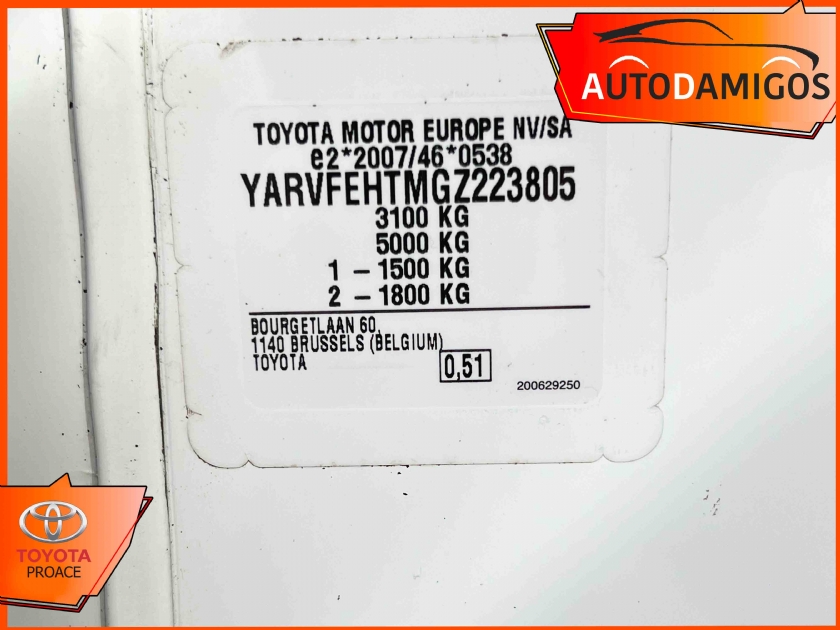 AUTODAMIGOS
TOYOTA MOTOR EUROPE NV/SA
e2*2007/46*0538
YARVFEHTMGZ223805
3100 KG
5000 KG
1 - 1500 KG
2 - 1800 KG
BOURGETLAAN 60,
1140 BRUSSELS (BELGIUM)
TOYOTA
0,51
200629250
TOYOTA
PROACE